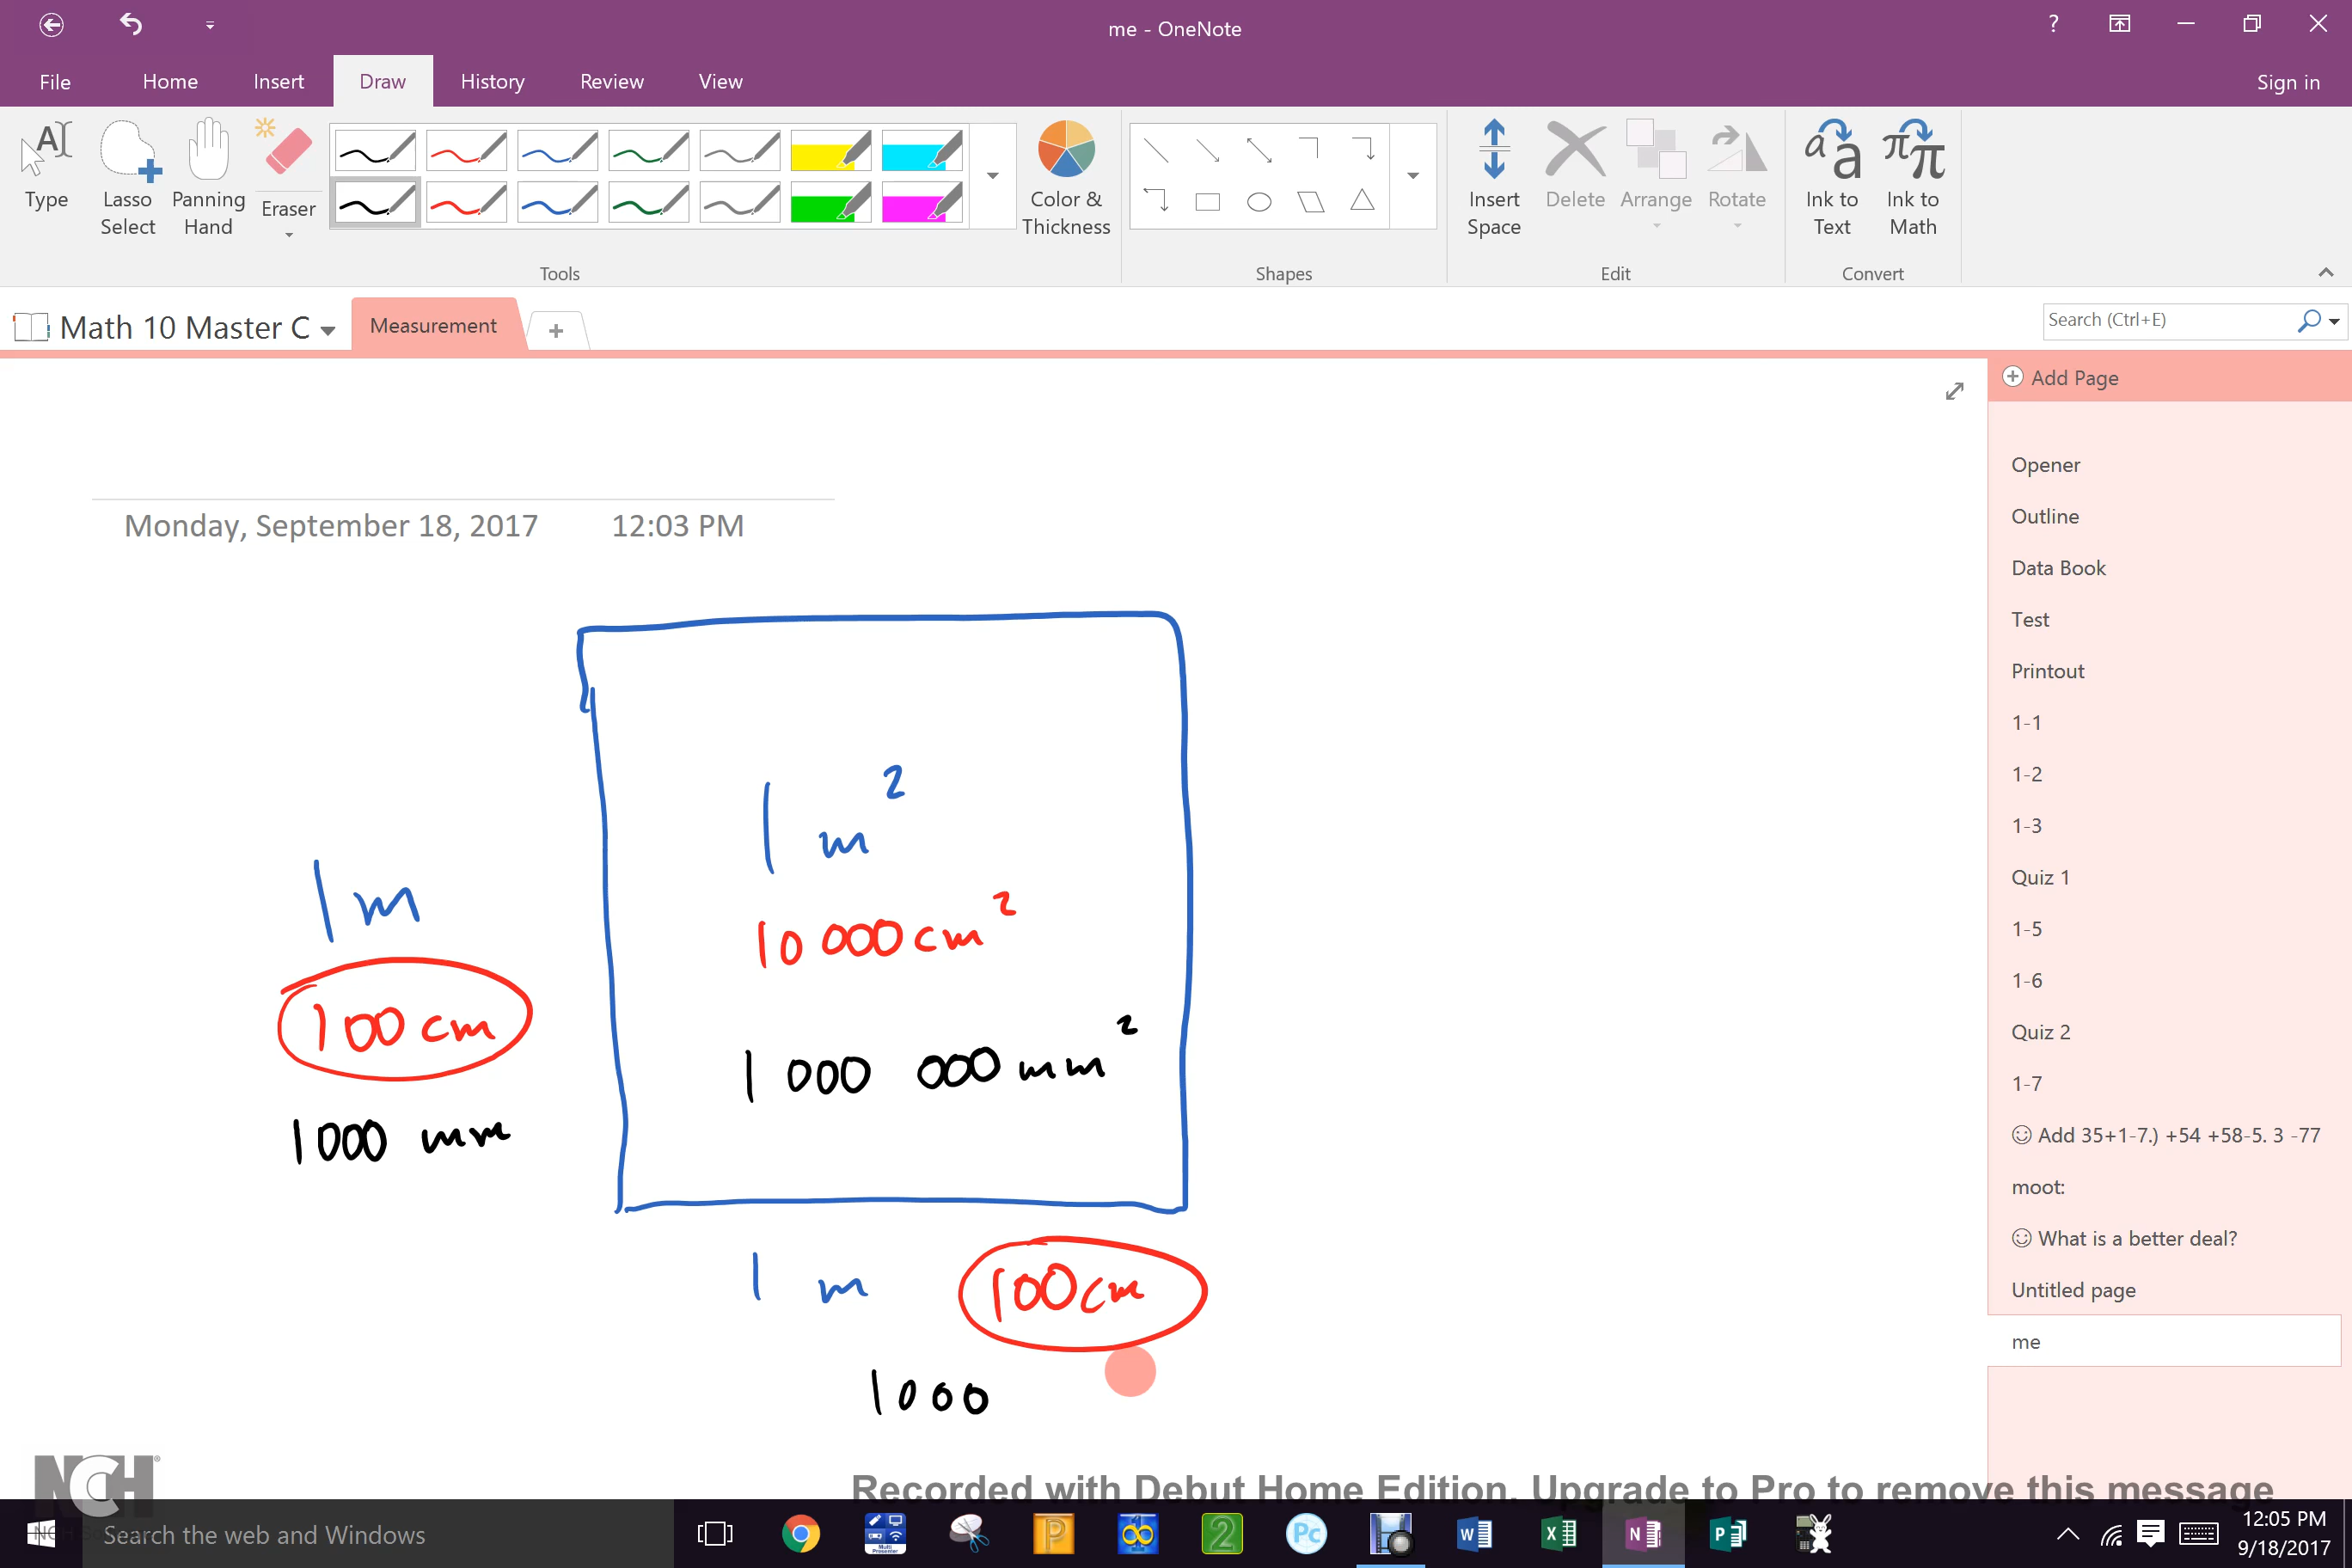 me - OneNote
?
File Home Insert Draw History Review View Sign in
Type
Lasso Select
Panning Hand
Eraser
Color & Thickness
Insert Space
Delete
Arrange
Rotate
Ink to Text
Ink to Math
Tools Shapes Edit Convert
Math 10 Master C
Measurement
+
Search (Ctrl+E)
Add Page
Opener
Outline
Data Book
Test
Printout
1-1
1-2
1-3
Quiz 1
1-5
1-6
Quiz 2
1-7
☺ Add 35+1-7.) +54 +58-5. 3 -77
moot:
☺ What is a better deal?
Untitled page
me
Monday, September 18, 2017 12:03 PM
1 m²
10 000 cm²
1 000 000 mm²
1 m
100 cm
1000 mm
1 m 100 cm
1000
NCH
Recorded with Debut Home Edition. Upgrade to Pro to remove this message
Search the web and Windows
12:05 PM
9/18/2017